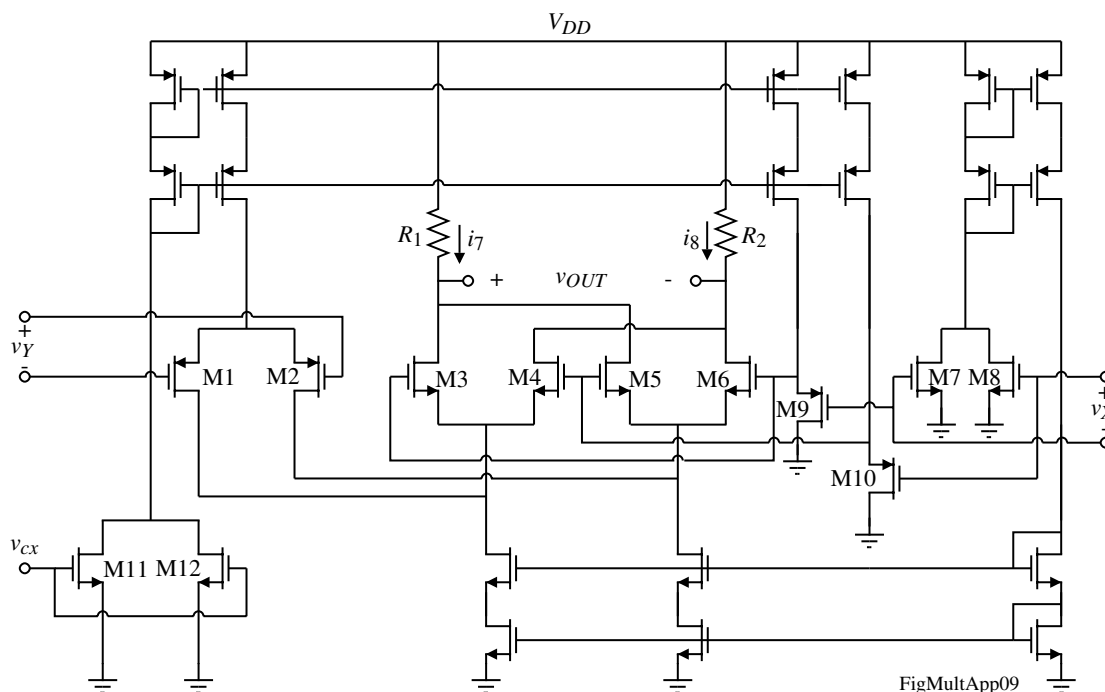 VDD
R1
i7
i8
R2
+
vOUT
-
+
vY
-
M1
M2
M3
M4
M5
M6
M9
M7
M8
+
-
M10
vcx
M11
M12
FigMultApp09